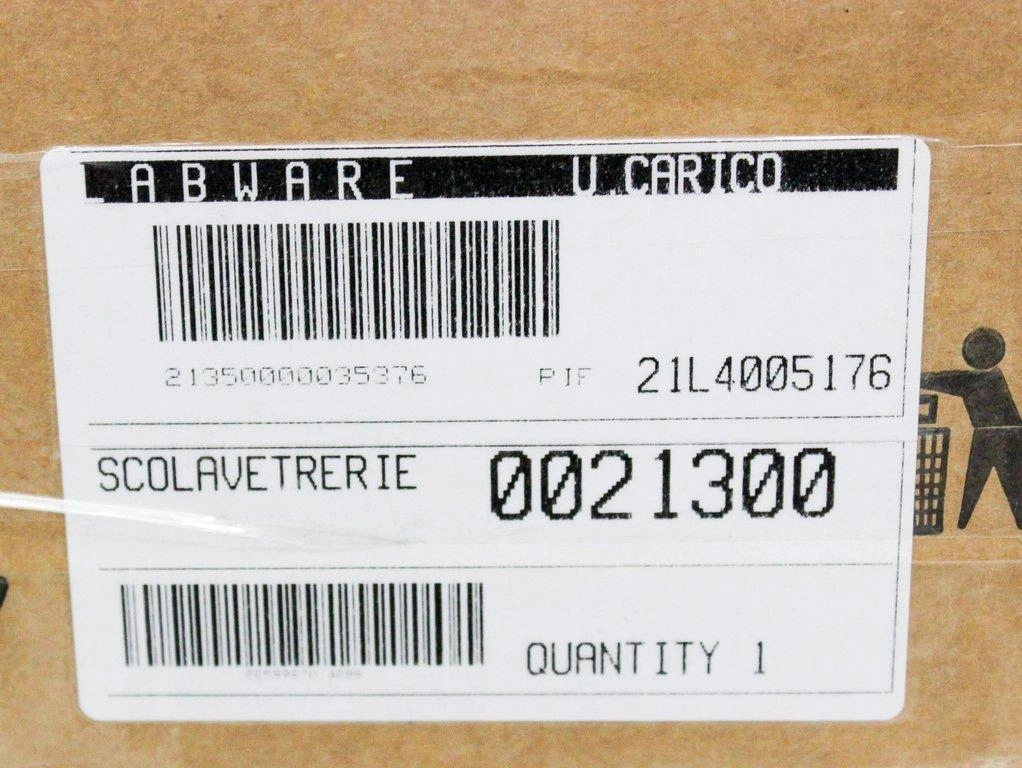 LABWARE U.CARICO
21350000035376 RIF 21L4005176
SCOLAVETRERIE 0021300
QUANTITY 1